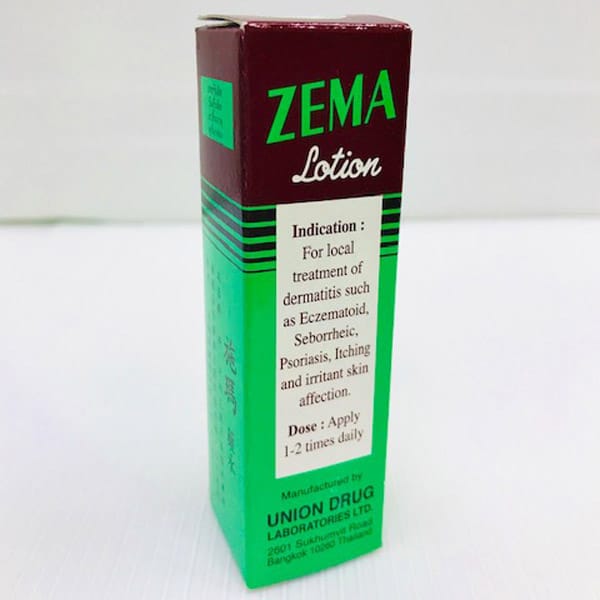 ZEMA
Lotion
Indication :
For local
treatment of
dermatitis such
as Eczematoid,
Seborrheic,
Psoriasis, Itching
and irritant skin
affection.
Dose : Apply
1-2 times daily
Manufactured by
UNION DRUG
LABORATORIES LTD.
2601 Sukhumvit Road
Bangkok 10260 Thailand